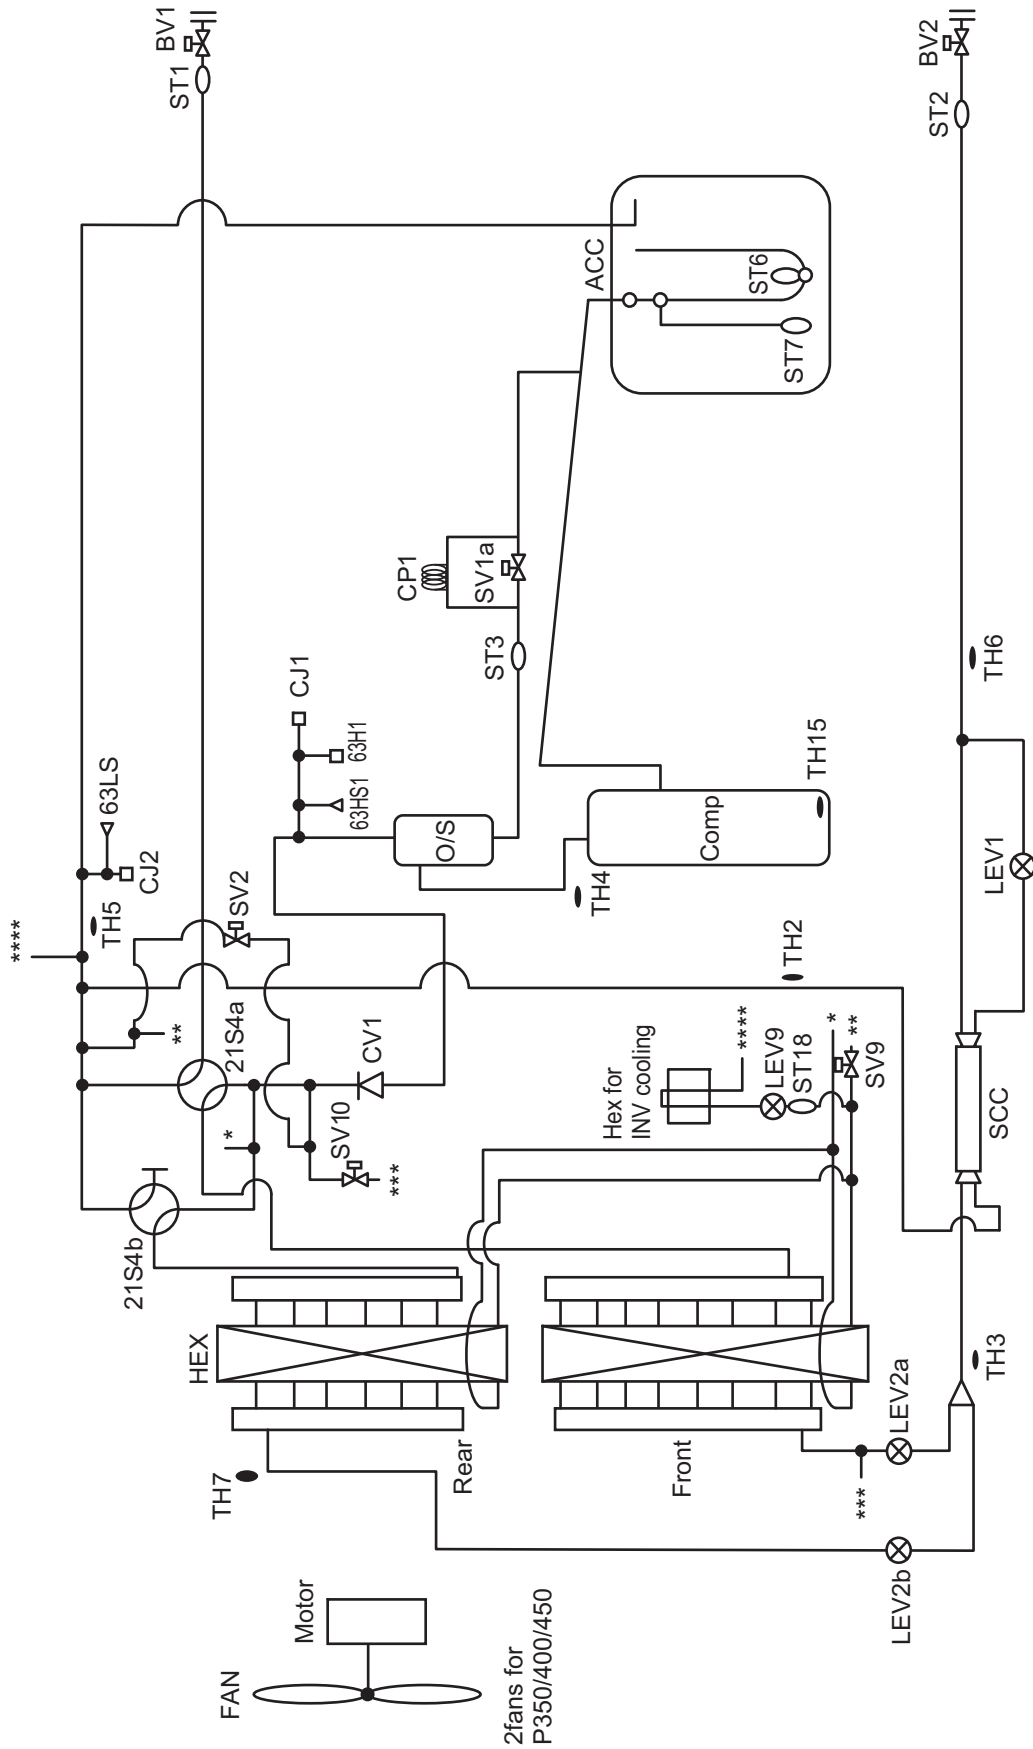 ****
63LS
TH5
21S4b
CJ2
BV1
**
ST1
HEX
TH7
FAN
*
21S4a
SV2
Motor
CJ1
SV10
63HS1
63H1
CV1
***
CP1
O/S
Rear
SV1a
ST3
2fans for
P350/400/450
ACC
TH4
Hex for
INV cooling
Front
Comp
****
ST6
LEV9
TH2
ST7
ST18
TH15
*
**
***
SV9
LEV2b
LEV2a
BV2
ST2
TH3
SCC
LEV1
TH6